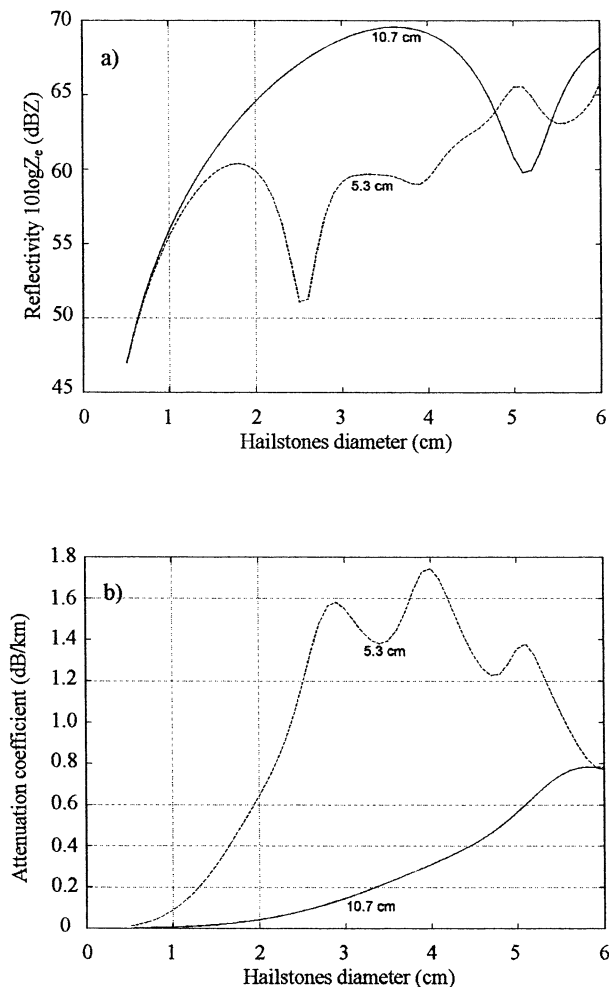 a)
Reflectivity 10logZe (dBZ)
70
65
60
55
50
45
10.7 cm
5.3 cm
0 1 2 3 4 5 6
Hailstones diameter (cm)
b)
Attenuation coefficient (dB/km)
1.8
1.6
1.4
1.2
1.0
0.8
0.6
0.4
0.2
0
5.3 cm
10.7 cm
0 1 2 3 4 5 6
Hailstones diameter (cm)